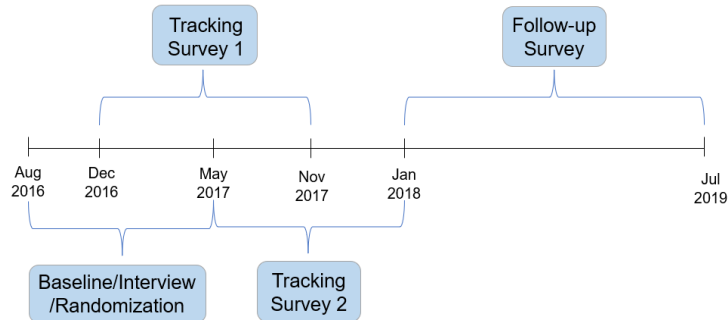 Tracking
Survey 1
Follow-up
Survey
Aug
2016
Dec
2016
May
2017
Nov
2017
Jan
2018
Jul
2019
Baseline/Interview
/Randomization
Tracking
Survey 2